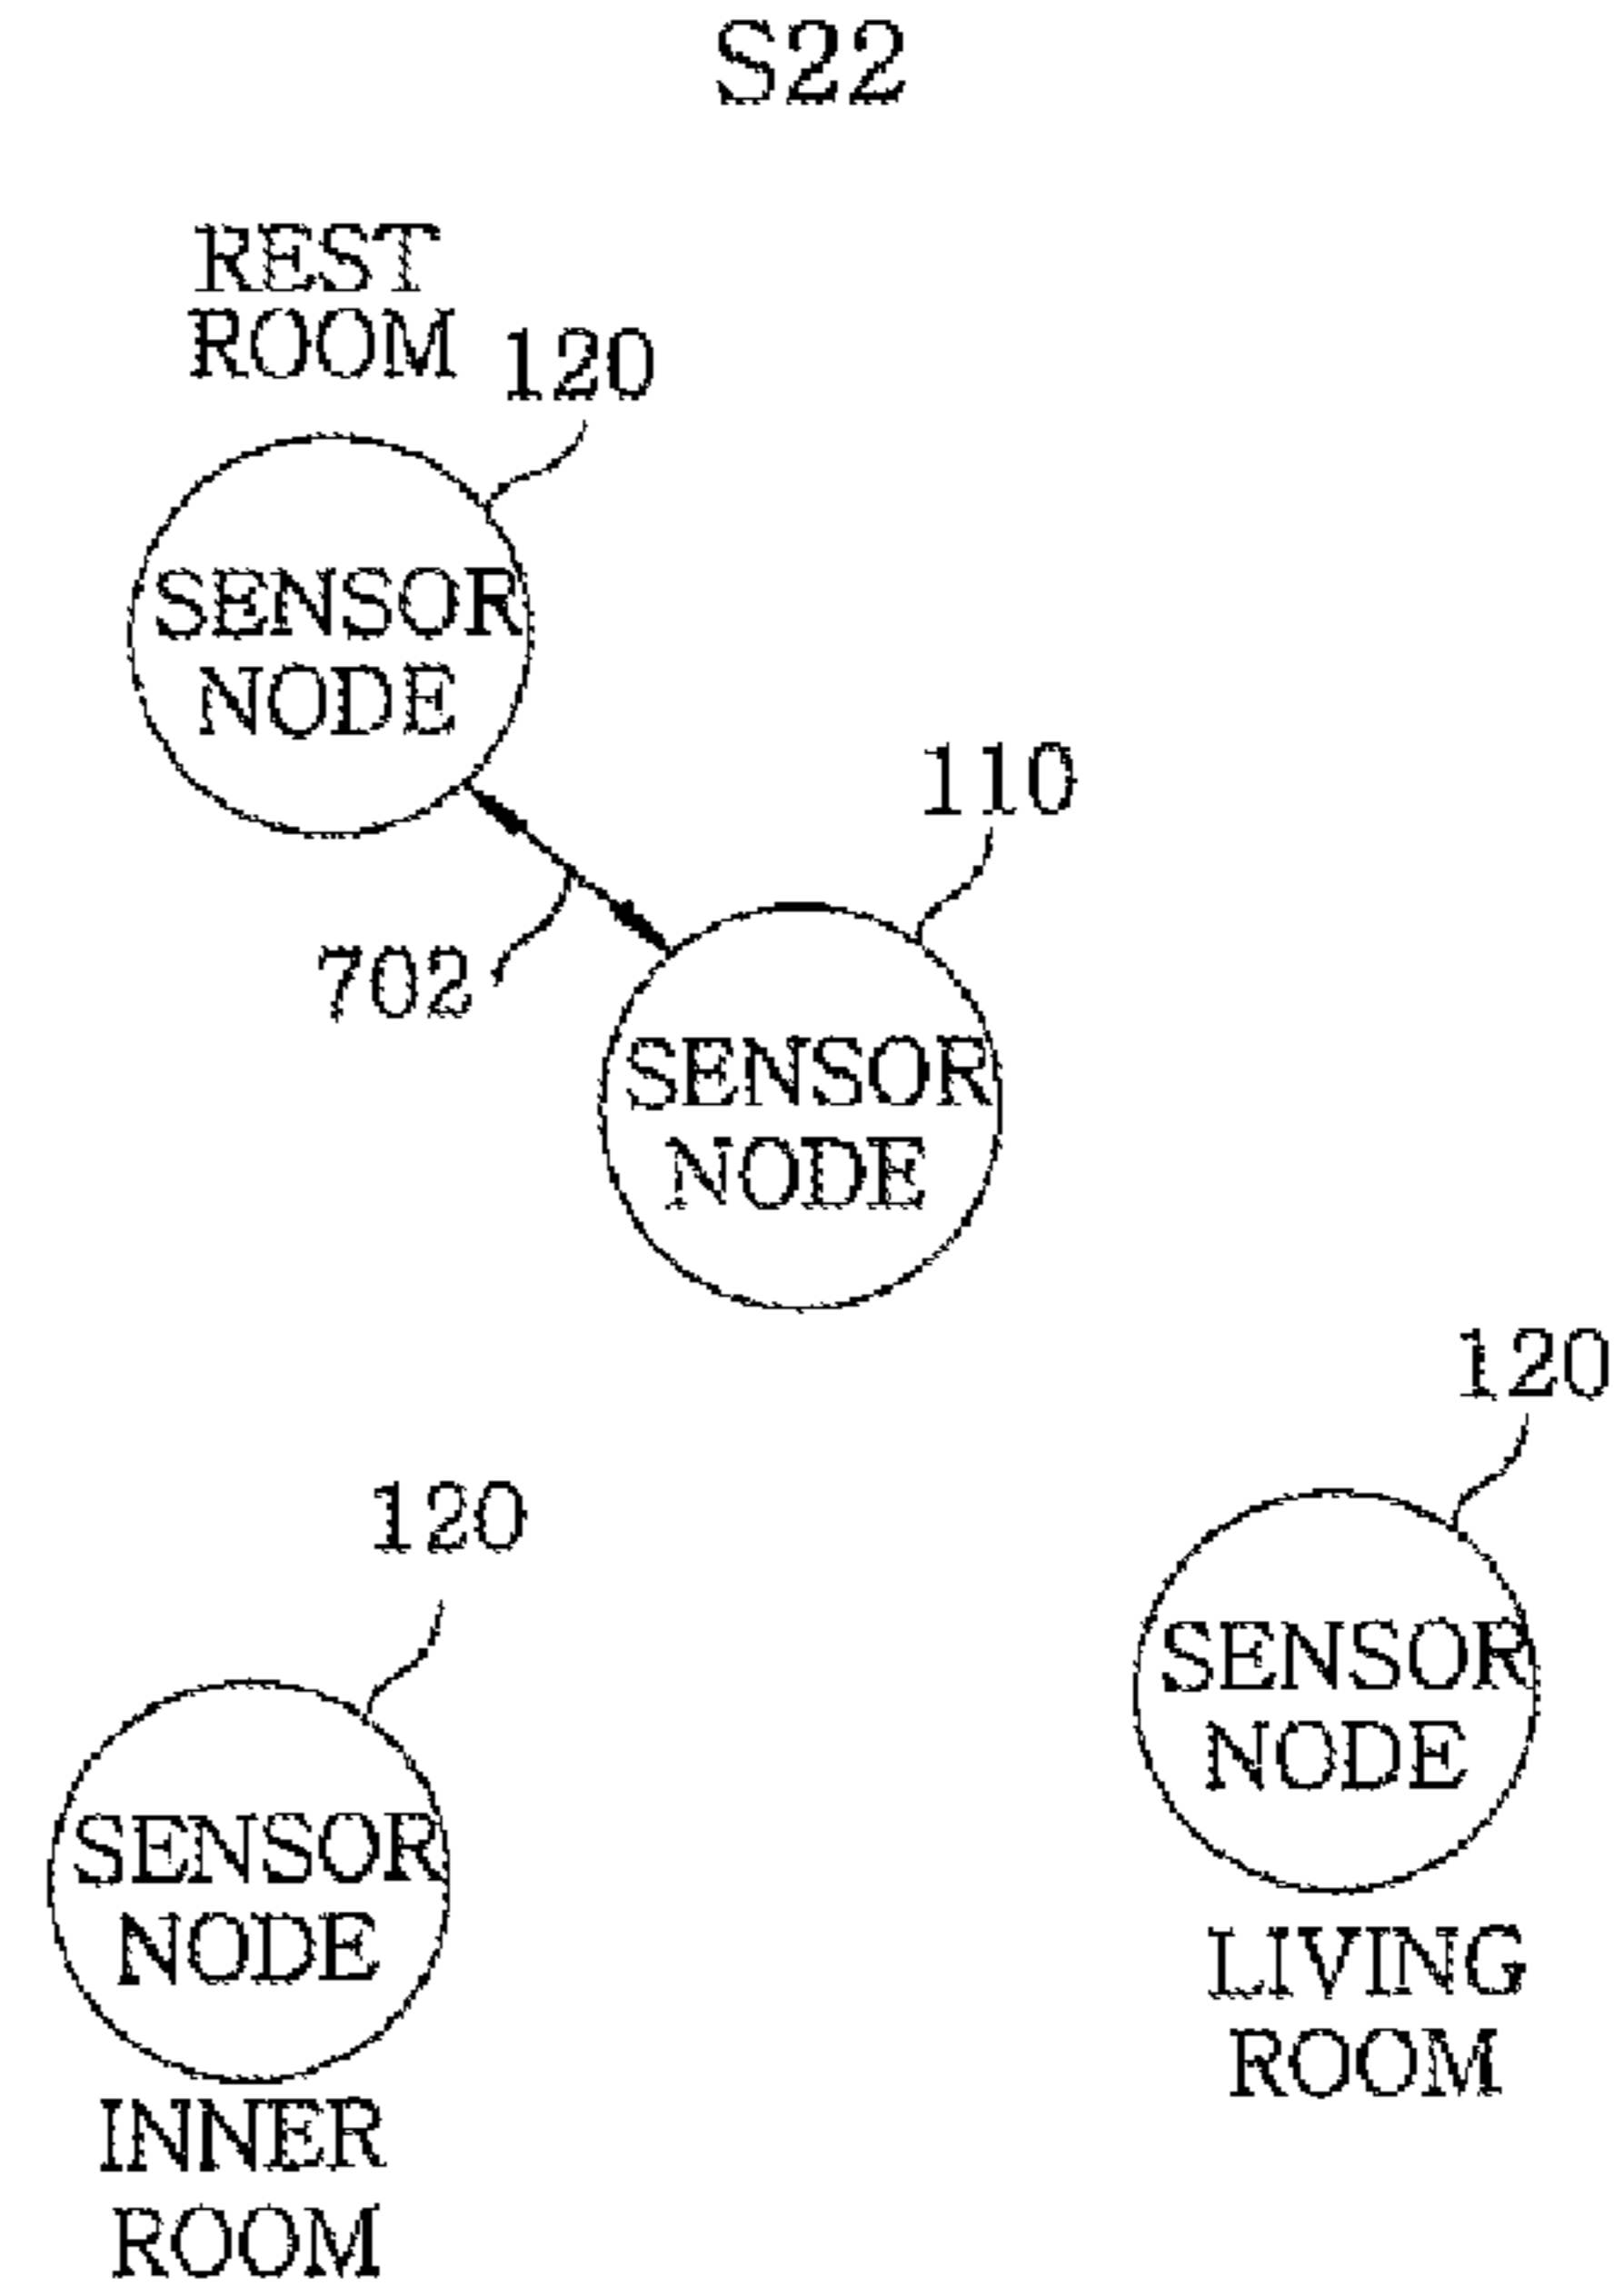 S22
REST
ROOM
120
SENSOR
NODE
110
702
SENSOR
NODE
120
120
SENSOR
NODE
SENSOR
NODE
LIVING
ROOM
INNER
ROOM